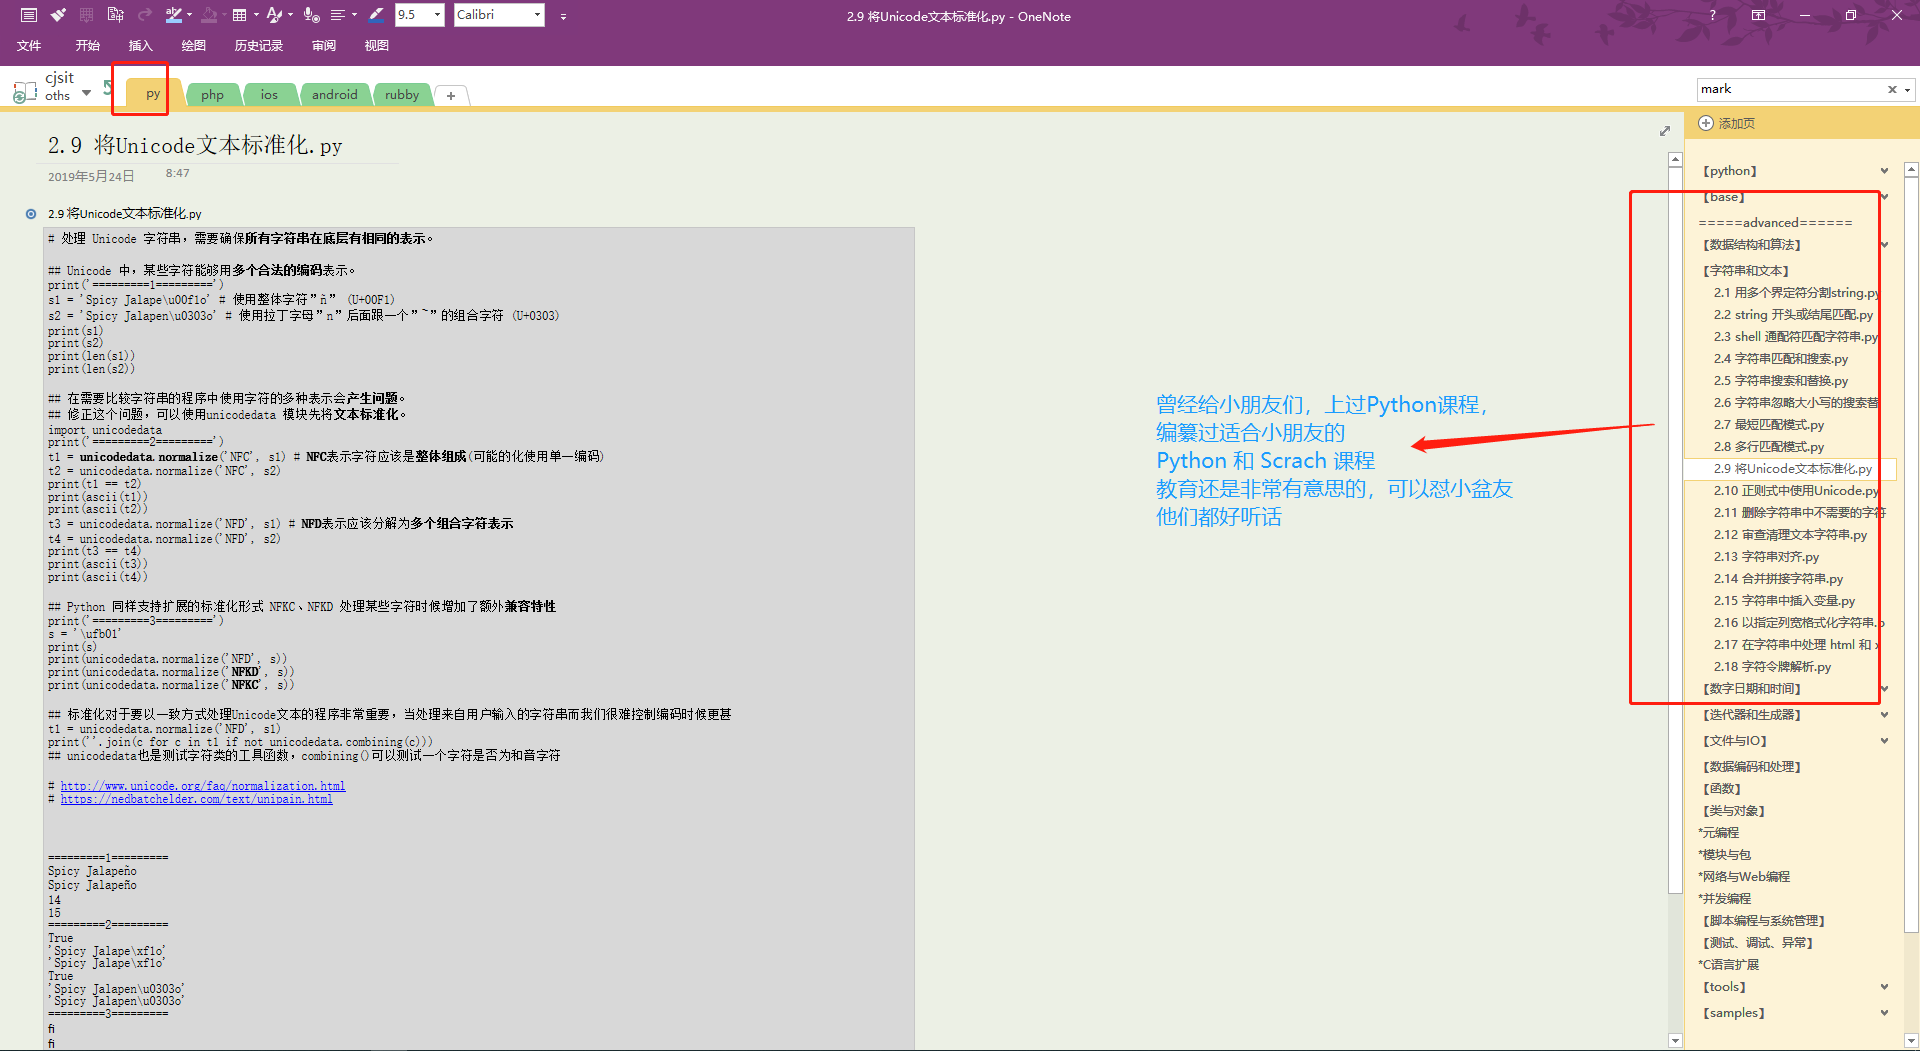 9.5
Calibri
2.9 将Unicode文本标准化.py - OneNote
?
文件 开始 插入 绘图 历史记录 审阅 视图
cjsit
oths
py php ios android rubby +
mark
添加页
2.9 将Unicode文本标准化.py
2019年5月24日 8:47
2.9 将Unicode文本标准化.py
# 处理 Unicode 字符串，需要确保所有字符串在底层有相同的表示。
## Unicode 中，某些字符能够用多个合法的编码表示。
print('=========1=========')
s1 = 'Spicy Jalape\u00f1o' # 使用整体字符”ñ” (U+00F1)
s2 = 'Spicy Jalapen\u0303o' # 使用拉丁字母”n”后面跟一个”~”的组合字符 (U+0303)
print(s1)
print(s2)
print(len(s1))
print(len(s2))
## 在需要比较字符串的程序中使用字符的多种表示会产生问题。
## 修正这个问题，可以使用unicodedata 模块先将文本标准化。
import unicodedata
print('=========2=========')
t1 = unicodedata.normalize('NFC', s1) # NFC表示字符应该是整体组成(可能的化使用单一编码)
t2 = unicodedata.normalize('NFC', s2)
print(t1 == t2)
print(ascii(t1))
print(ascii(t2))
t3 = unicodedata.normalize('NFD', s1) # NFD表示应该分解为多个组合字符表示
t4 = unicodedata.normalize('NFD', s2)
print(t3 == t4)
print(ascii(t3))
print(ascii(t4))
## Python 同样支持扩展的标准化形式 NFKC、NFKD 处理某些字符时候增加了额外兼容特性
print('=========3=========')
s = '\ufb01'
print(s)
print(unicodedata.normalize('NFD', s))
print(unicodedata.normalize('NFKD', s))
print(unicodedata.normalize('NFKC', s))
## 标准化对于要以一致方式处理Unicode文本的程序非常重要，当处理来自用户输入的字符串而我们很难控制编码时候更甚
t1 = unicodedata.normalize('NFD', s1)
print(''.join(c for c in t1 if not unicodedata.combining(c)))
## unicodedata也是测试字符类的工具函数，combining()可以测试一个字符是否为和音字符
# http://www.unicode.org/faq/normalization.html
# https://nedbatchelder.com/text/unipain.html
=========1=========
Spicy Jalapeño
Spicy Jalapeño
14
15
=========2=========
True
'Spicy Jalape\xf1o'
'Spicy Jalape\xf1o'
True
'Spicy Jalapen\u0303o'
'Spicy Jalapen\u0303o'
=========3=========
ﬁ
ﬁ
曾经给小朋友们，上过Python课程，
编纂过适合小朋友的
Python 和 Scrach 课程
教育还是非常有意思的，可以怼小盆友
他们都好听话
【python】
【base】
=====advanced======
【数据结构和算法】
【字符串和文本】
2.1 用多个界定符分割string.py
2.2 string 开头或结尾匹配.py
2.3 shell 通配符匹配字符串.py
2.4 字符串匹配和搜索.py
2.5 字符串搜索和替换.py
2.6 字符串忽略大小写的搜索替
2.7 最短匹配模式.py
2.8 多行匹配模式.py
2.9 将Unicode文本标准化.py
2.10 正则式中使用Unicode.py
2.11 删除字符串中不需要的字符
2.12 审查清理文本字符串.py
2.13 字符串对齐.py
2.14 合并拼接字符串.py
2.15 字符串中插入变量.py
2.16 以指定列宽格式化字符串.p
2.17 在字符串中处理 html 和 x
2.18 字符令牌解析.py
【数字日期和时间】
【迭代器和生成器】
【文件与IO】
【数据编码和处理】
【函数】
【类与对象】
*元编程
*模块与包
*网络与Web编程
*并发编程
【脚本编程与系统管理】
【测试、调试、异常】
*C语言扩展
【tools】
【samples】